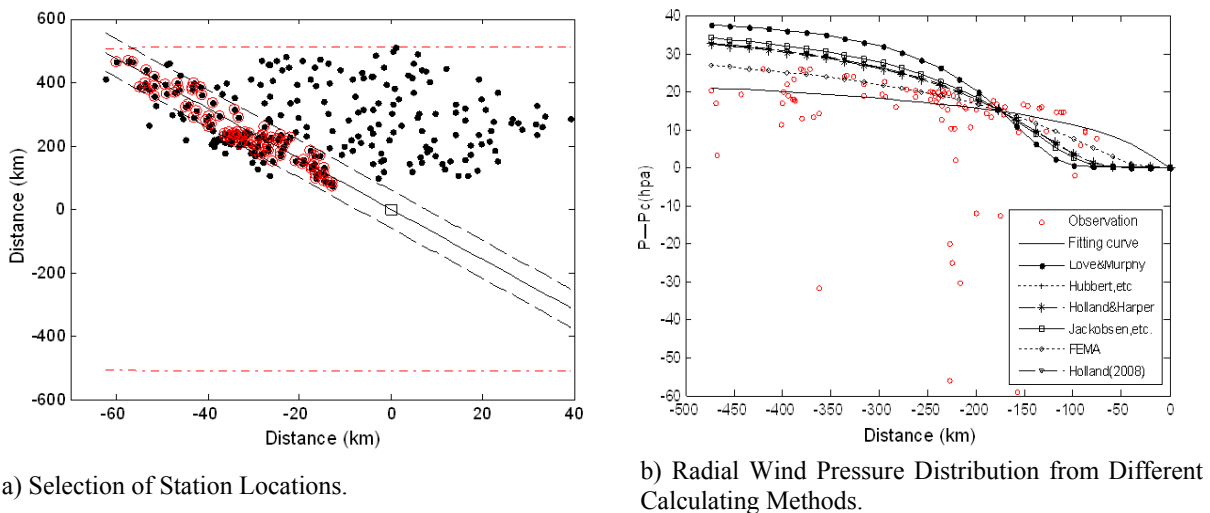 600
400
200
0
-200
-400
-600
Distance (km)
-60
-40
-20
0
20
40
Distance (km)
a) Selection of Station Locations.
40
30
20
10
0
-10
-20
-30
-40
-50
-60
P—Pc(hpa)
Observation
Fitting curve
Love&Murphy
Hubbert,etc
Holland&Harper
Jackobsen,etc.
FEMA
Holland(2008)
-500
-450
-400
-350
-300
-250
-200
-150
-100
-50
0
Distance (km)
b) Radial Wind Pressure Distribution from Different
Calculating Methods.